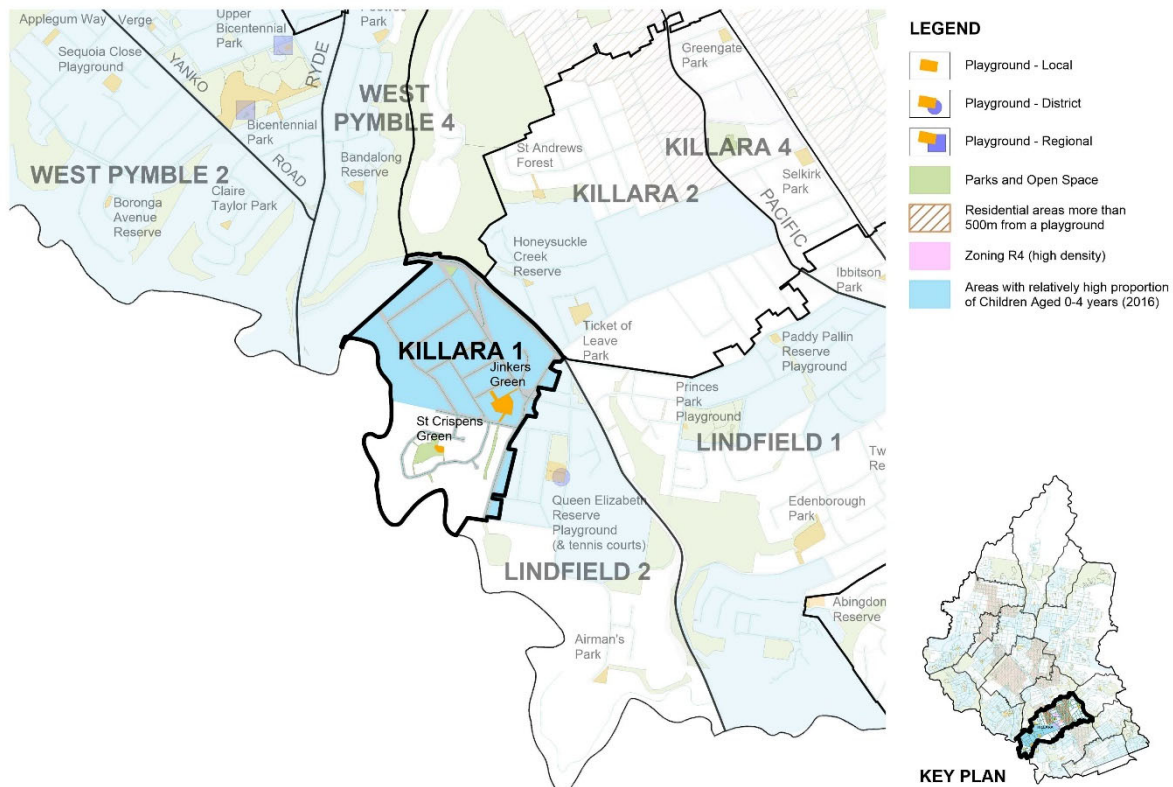 Applegum Way Verge
Upper
Bicentennial
Park
Sequoia Close
Playground
YANKO
RYDE
WEST
PYMBLE 4
Greengate
Park
Bicentennial
Park
ROAD
Bandalong
Reserve
St Andrews
Forest
KILLARA 4
WEST PYMBLE 2
Claire
Taylor Park
Boronga
Avenue
Reserve
KILLARA 2
Selkirk
Park
PACIFIC
Honeysuckle
Creek
Reserve
Ibbitson
Park
Ticket of
Leave
Park
Paddy Pallin
Reserve
Playground
KILLARA 1
Jinkers
Green
Princes
Park
Playground
St Crispens
Green
LINDFIELD 1
Queen Elizabeth
Reserve
Playground
(& tennis courts)
Edenborough
Park
LINDFIELD 2
Abingdon
Reserve
Airman's
Park
LEGEND
Playground - Local
Playground - District
Playground - Regional
Parks and Open Space
Residential areas more than
500m from a playground
Zoning R4 (high density)
Areas with relatively high proportion
of Children Aged 0-4 years (2016)
KEY PLAN